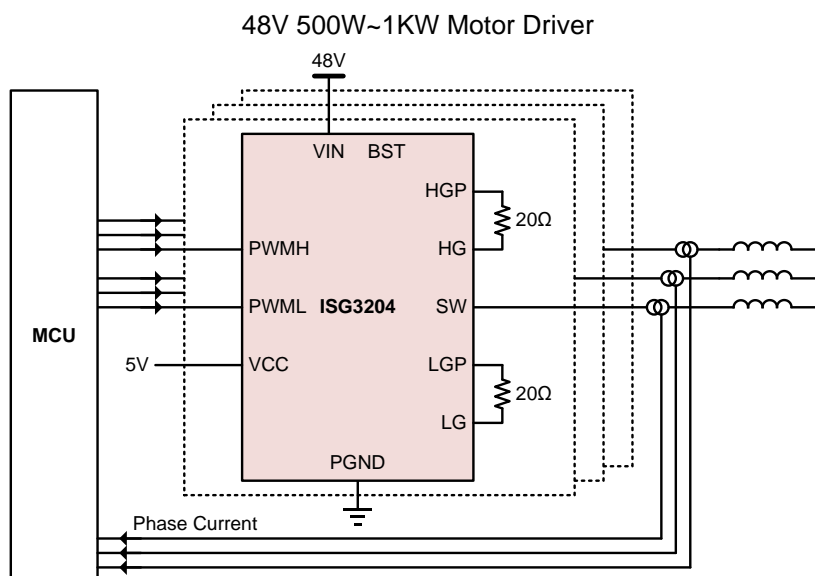 48V 500W~1KW Motor Driver
48V
VIN BST
HGP
20Ω
HG
PWMH
PWML ISG3204 SW
MCU
5V VCC LGP
20Ω
LG
PGND
Phase Current